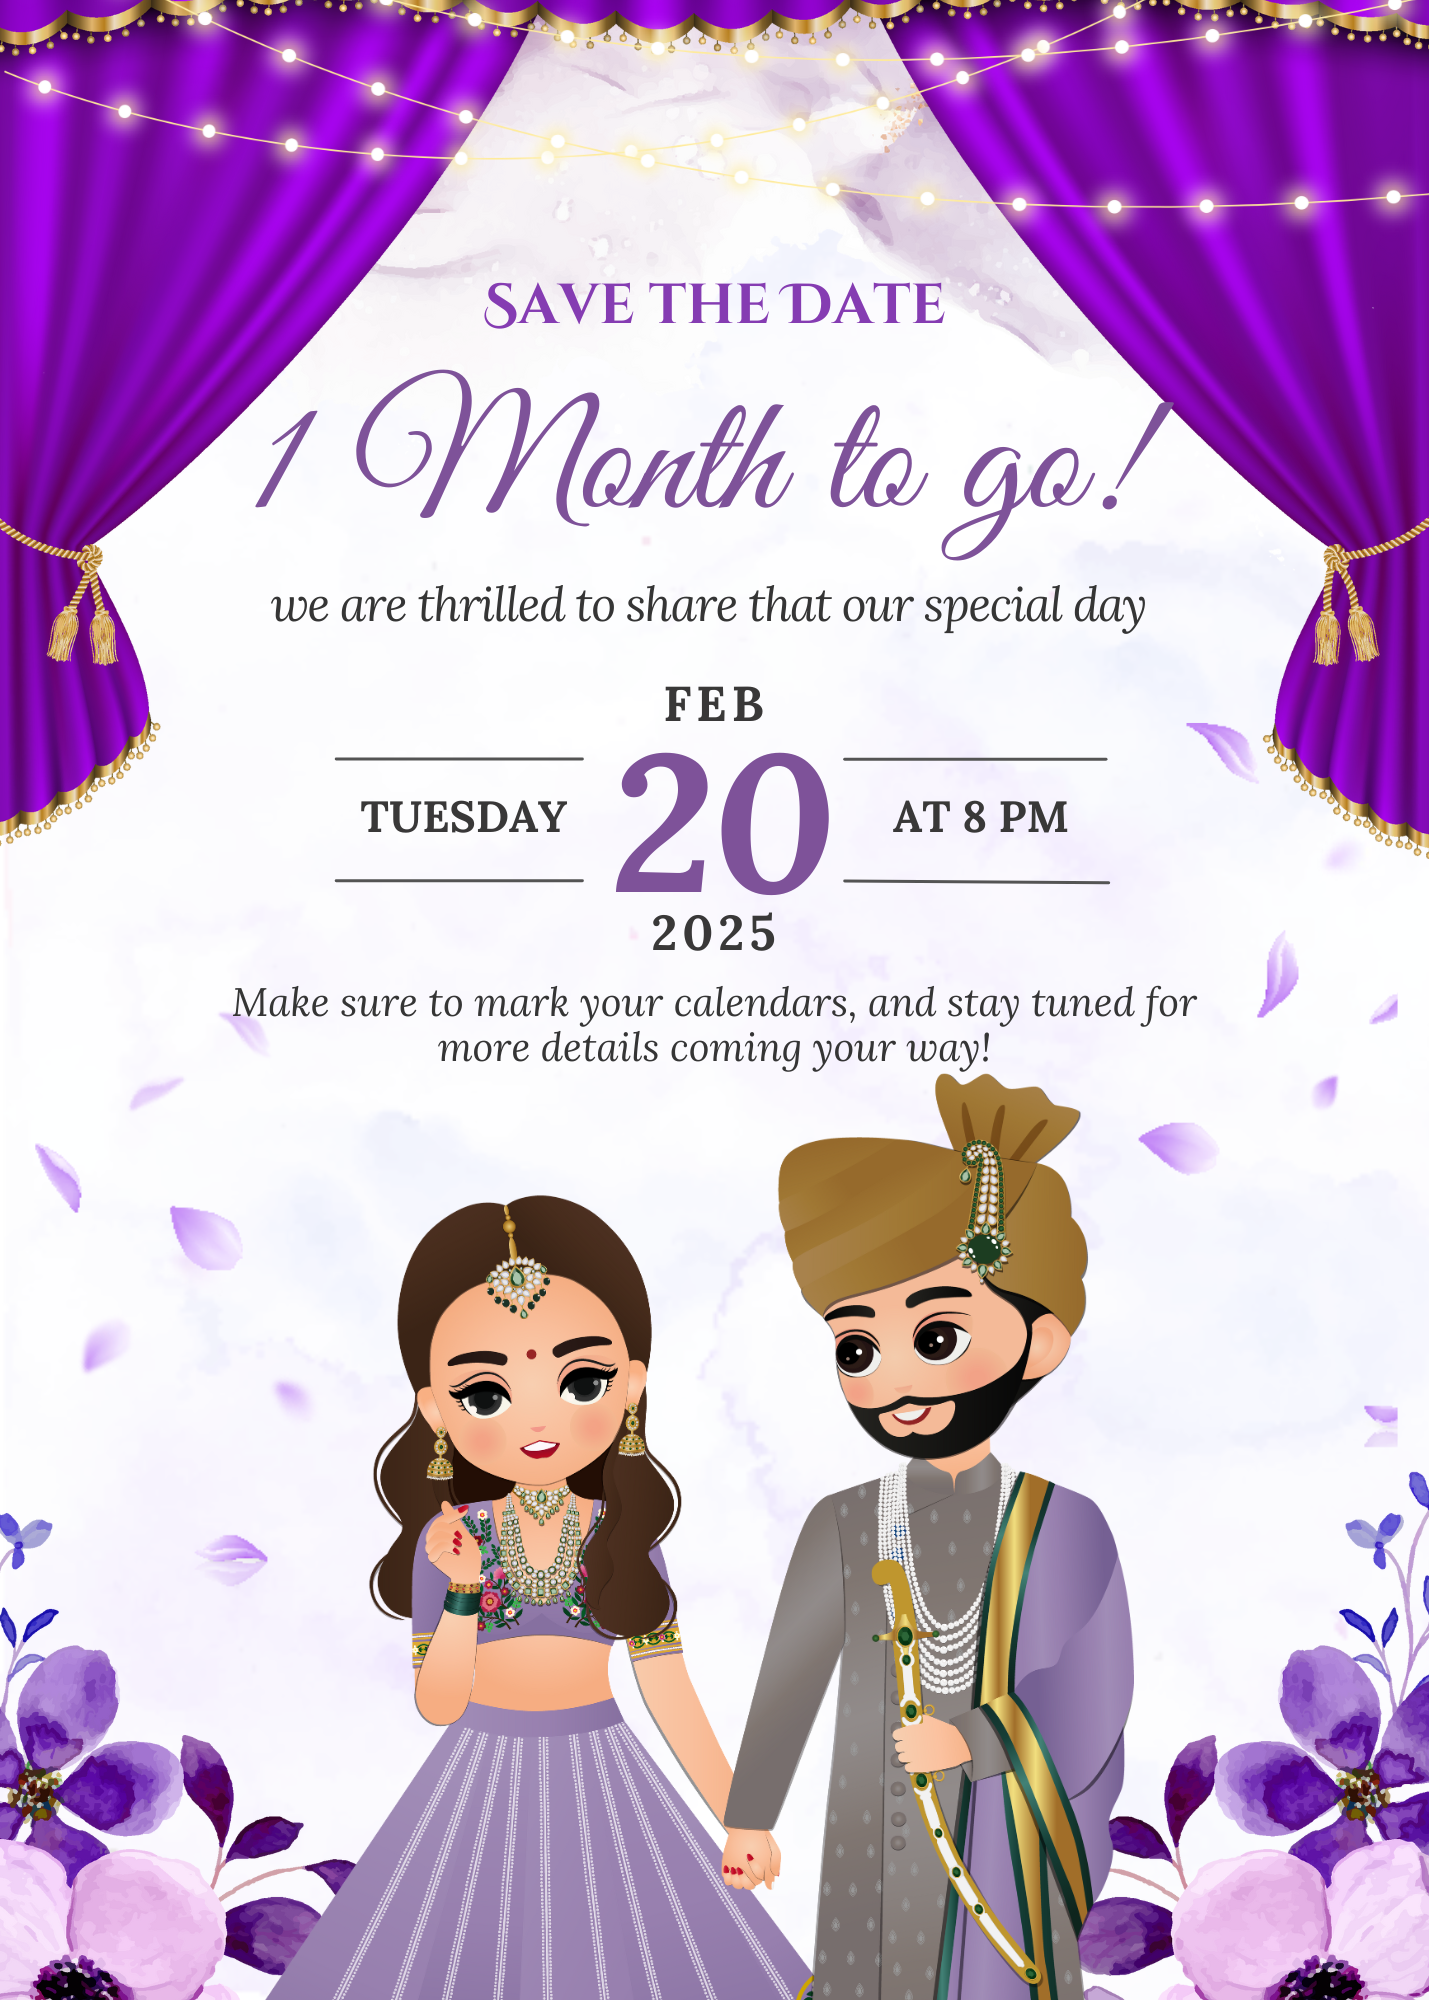 SAVE THE DATE
1 Month to go!
we are thrilled to share that our special day
FEB
TUESDAY 20 AT 8 PM
2025
Make sure to mark your calendars, and stay tuned for
more details coming your way!